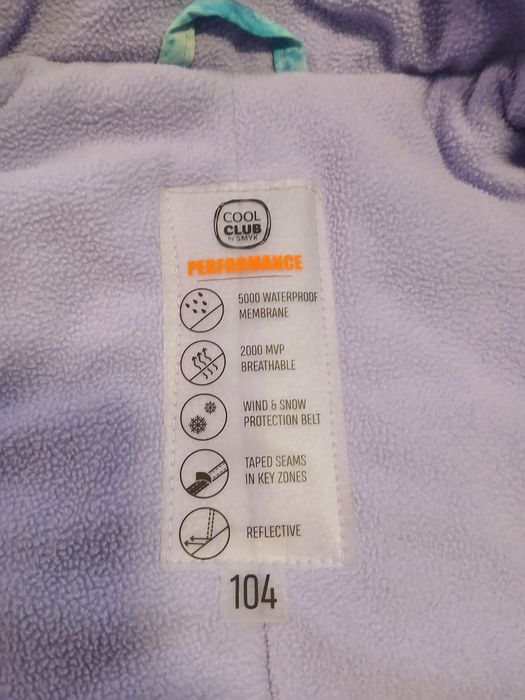 COOL
CLUB
by SMYK
PERFORMANCE
5000 WATERPROOF
MEMBRANE
2000 MVP
BREATHABLE
WIND & SNOW
PROTECTION BELT
TAPED SEAMS
IN KEY ZONES
REFLECTIVE
104